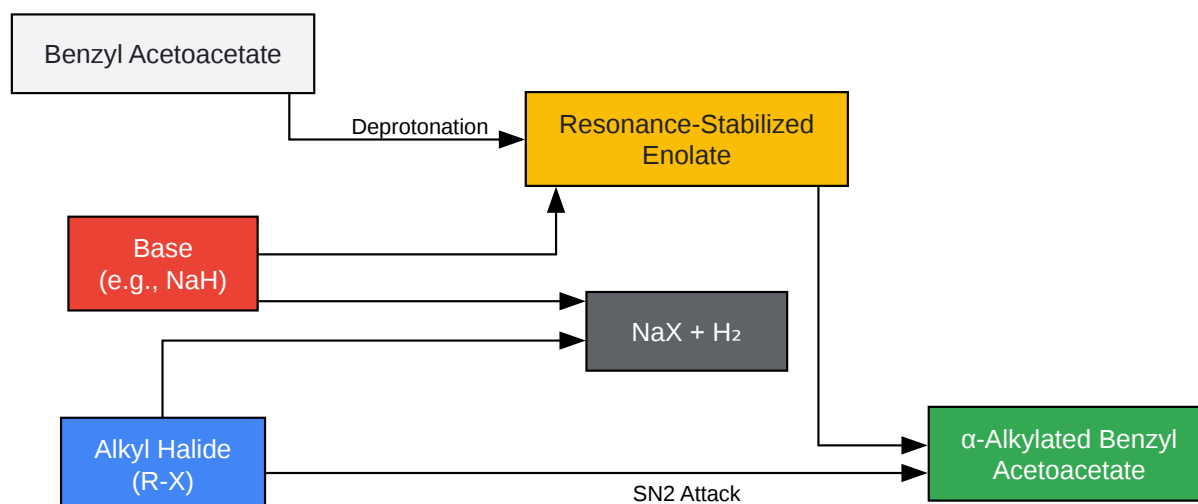 Benzyl Acetoacetate
Deprotonation
Resonance-Stabilized
Enolate
Base
(e.g., NaH)
NaX + H₂
Alkyl Halide
(R-X)
SN2 Attack
α-Alkylated Benzyl
Acetoacetate